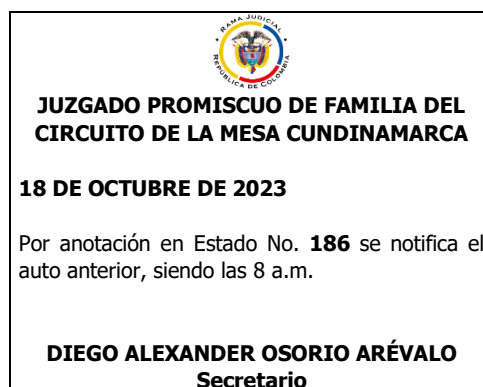 RAMA JUDICIAL
REPÚBLICA DE COLOMBIA
JUZGADO PROMISCUO DE FAMILIA DEL
CIRCUITO DE LA MESA CUNDINAMARCA
18 DE OCTUBRE DE 2023
Por anotación en Estado No. 186 se notifica el
auto anterior, siendo las 8 a.m.
DIEGO ALEXANDER OSORIO ARÉVALO
Secretario